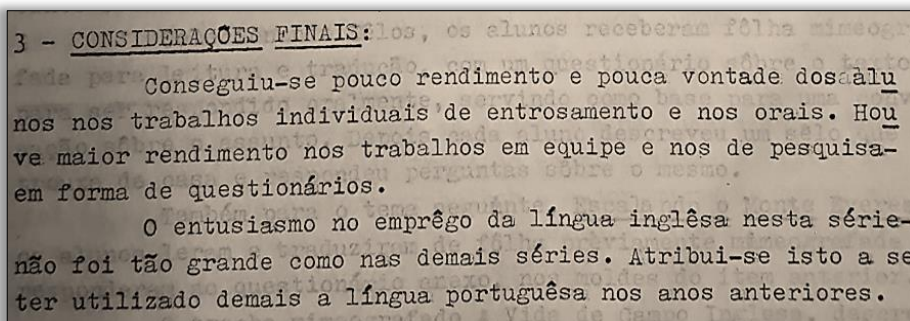 3 - CONSIDERAÇÕES FINAIS:
Conseguiu-se pouco rendimento e pouca vontade dos alu
nos nos trabalhos individuais de entrosamento e nos orais. Hou
ve maior rendimento nos trabalhos em equipe e nos de pesquisa-
em forma de questionários.
O entusiasmo no emprêgo da língua inglêsa nesta série-
não foi tão grande como nas demais séries. Atribui-se isto a se
ter utilizado demais a língua portuguêsa nos anos anteriores.